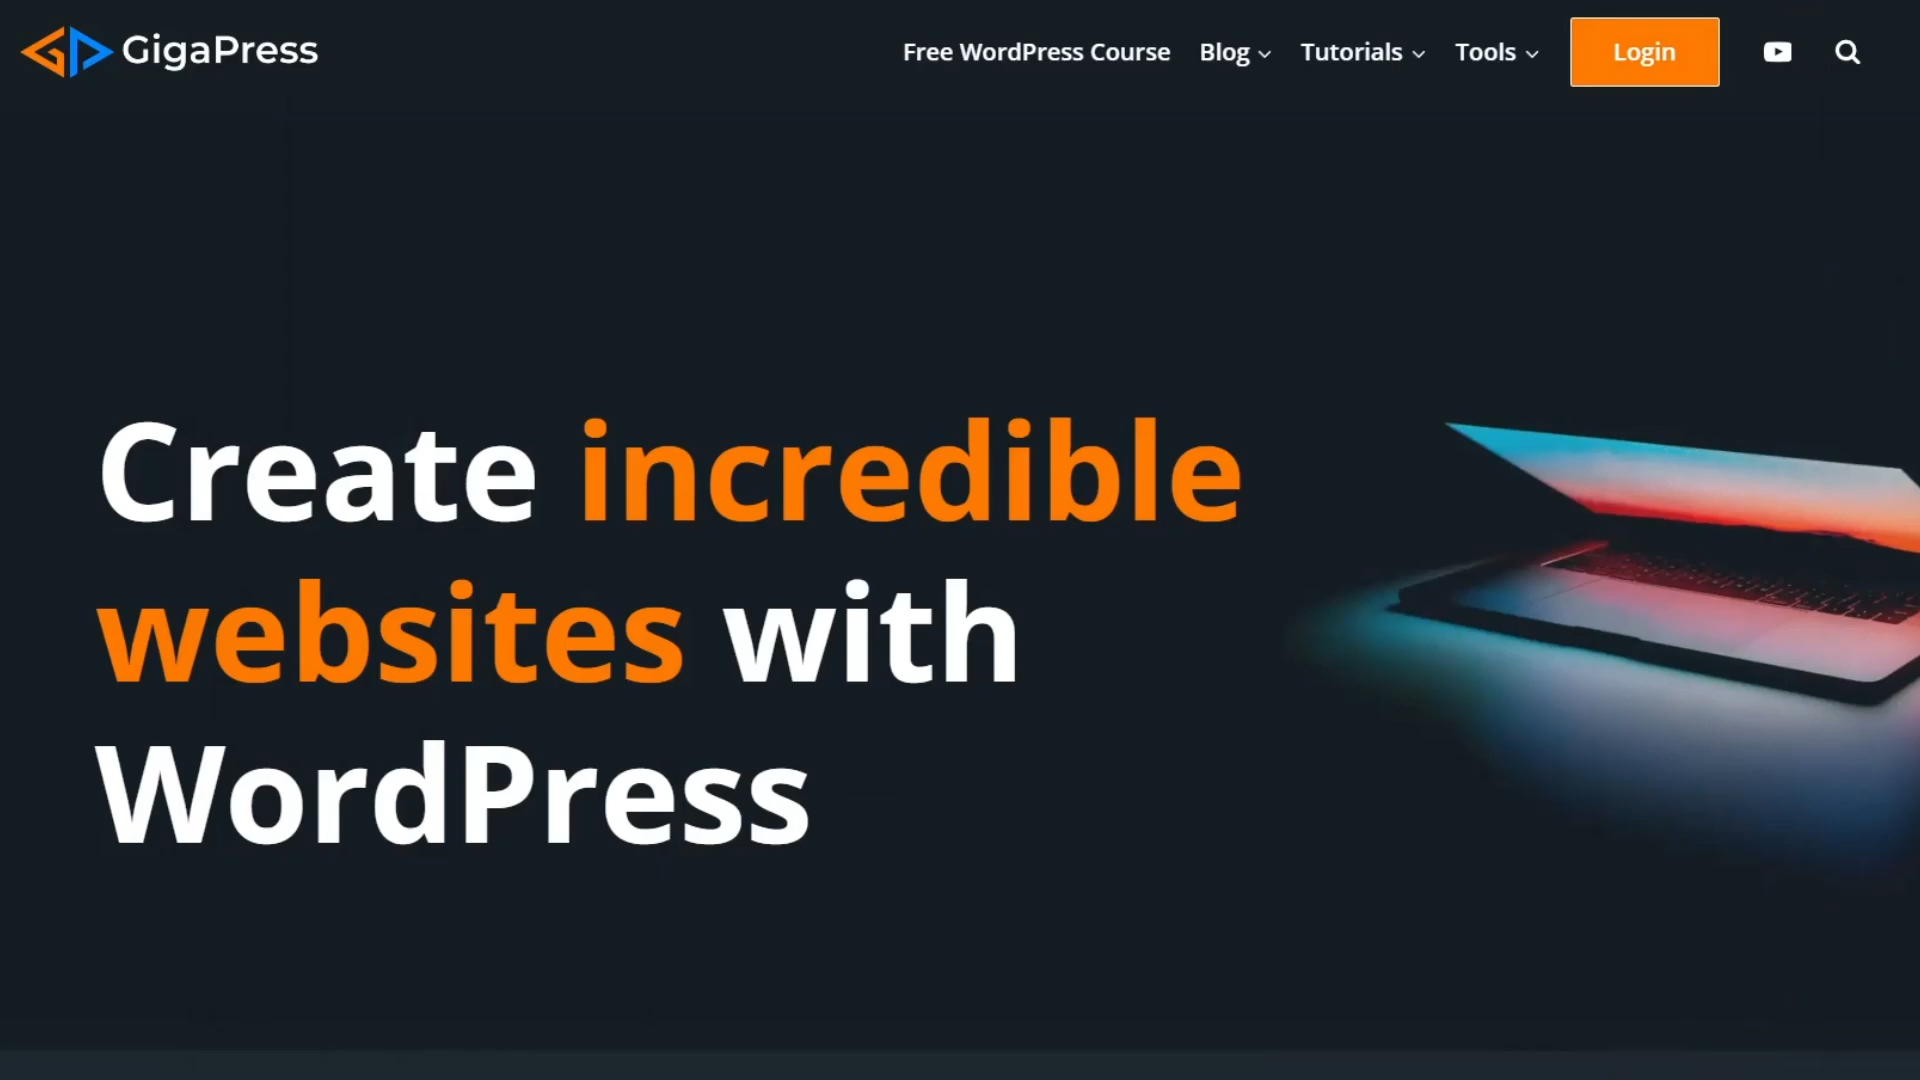 GigaPress
Free WordPress Course Blog Tutorials Tools Login
Create incredible
websites with
WordPress